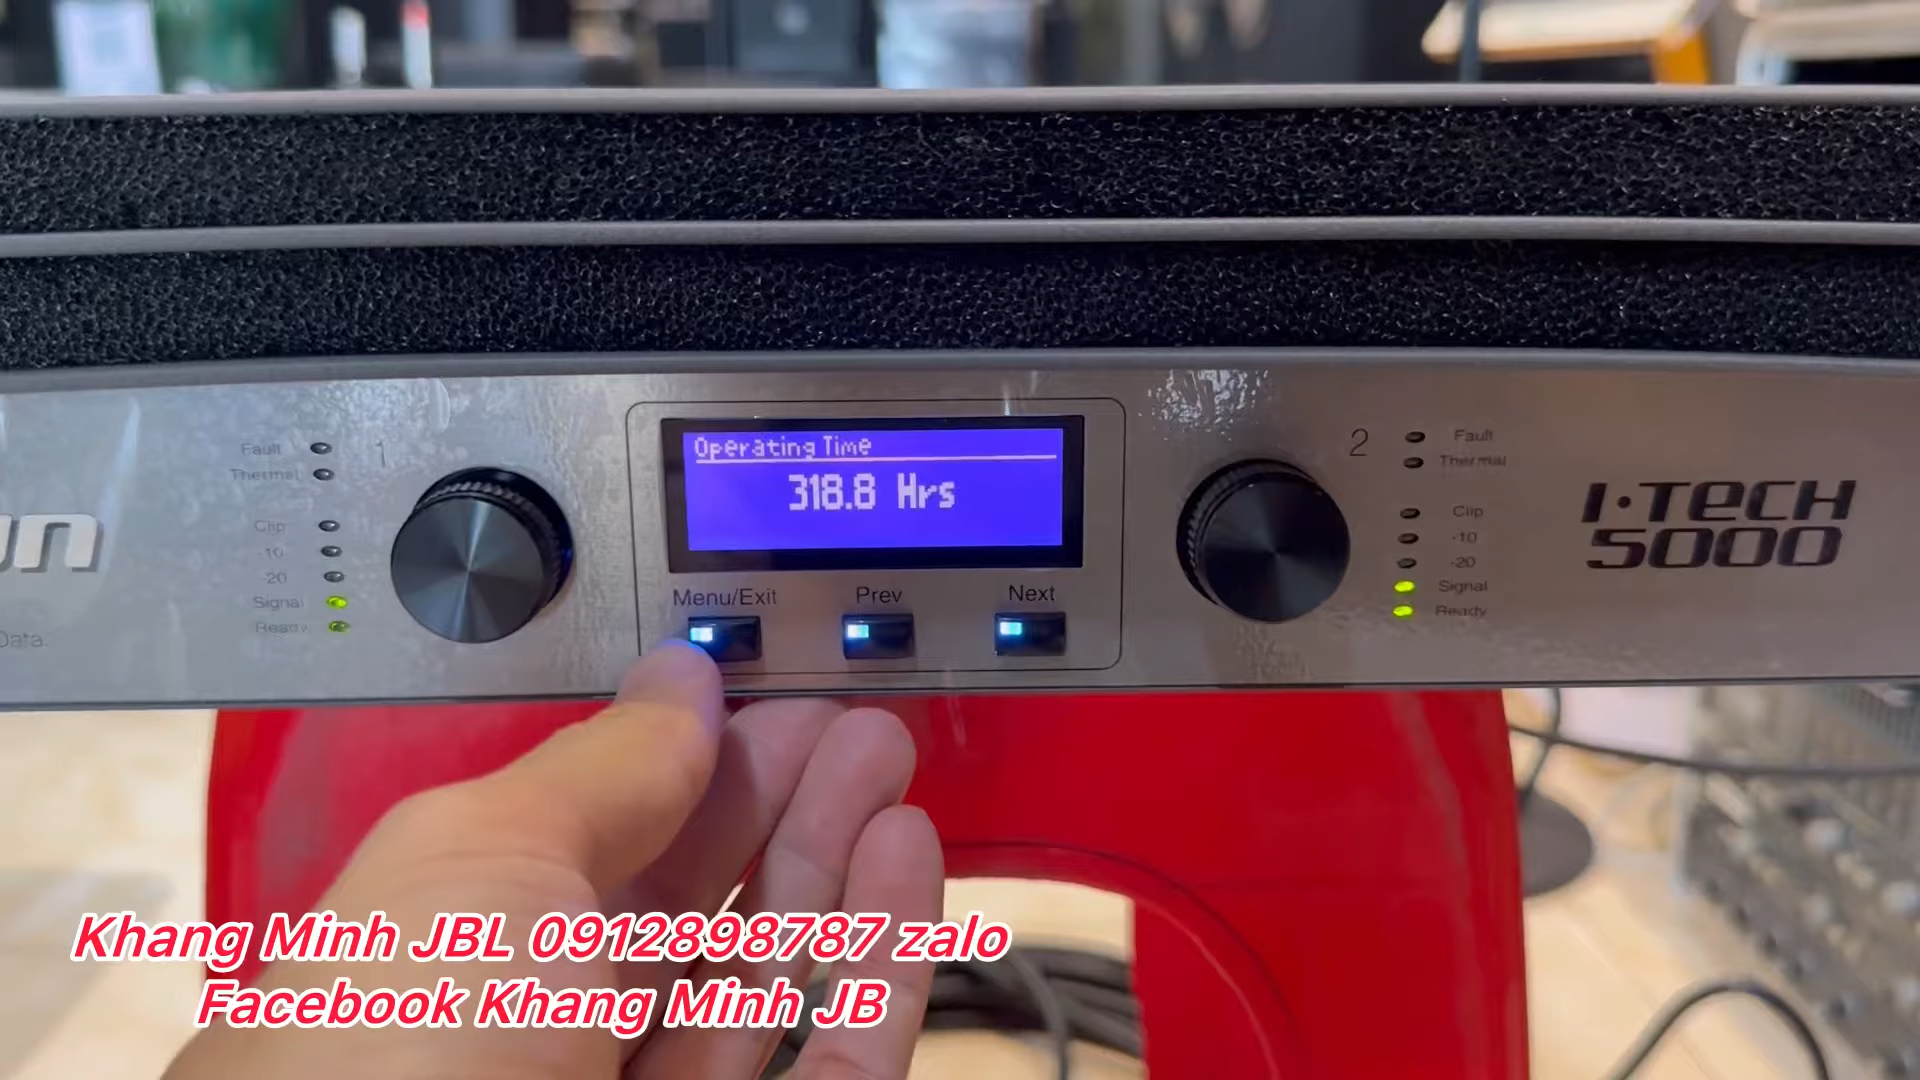 Operating Time
318.8 Hrs
1
Fault
Thermal
Clip
-10
-20
Signal
Ready
Data.
Menu/Exit
Prev
Next
2
Fault
Thermal
Clip
-10
-20
Signal
Ready
I·TECH
5000
Khang Minh JBL 0912898787 zalo
Facebook Khang Minh JB